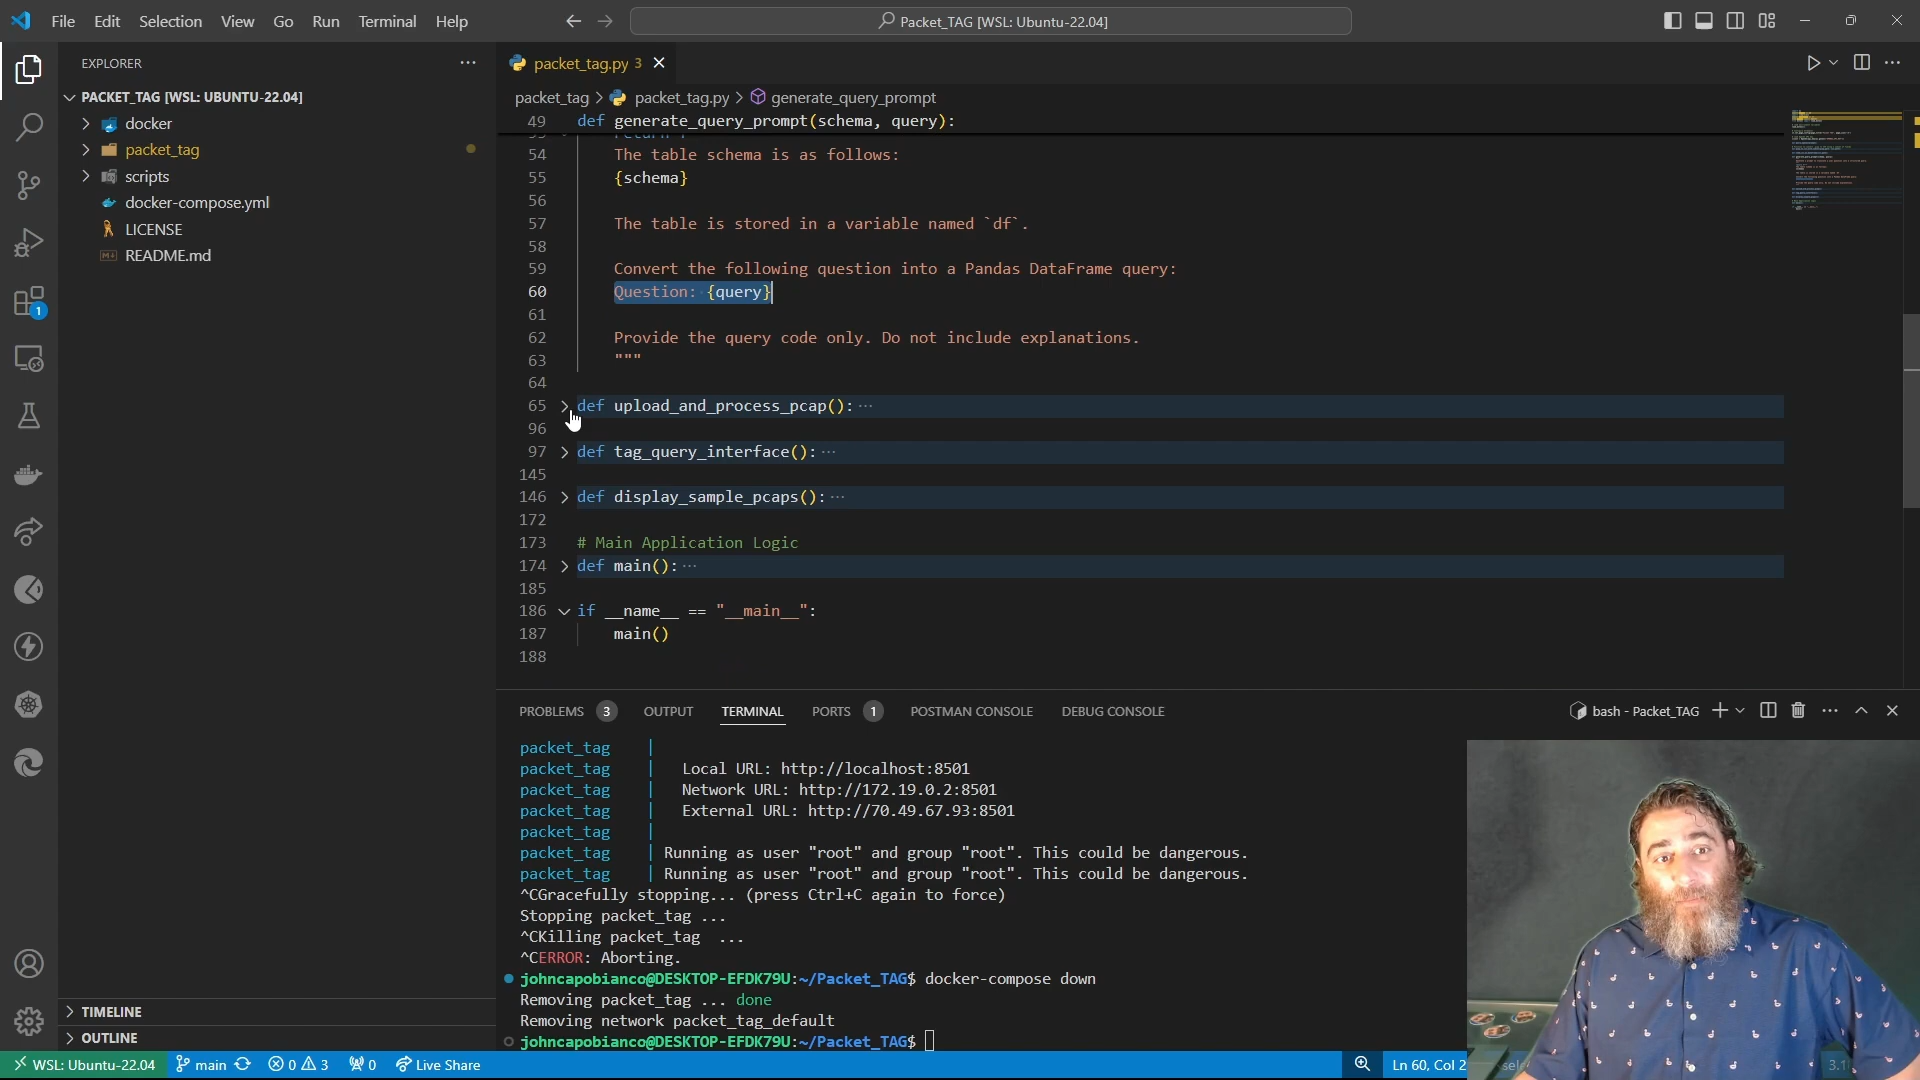 File Edit Selection View Go Run Terminal Help
Packet_TAG [WSL: Ubuntu-22.04]
EXPLORER
PACKET_TAG [WSL: UBUNTU-22.04]
docker
packet_tag
scripts
docker-compose.yml
LICENSE
README.md
TIMELINE
OUTLINE
1
packet_tag.py 3
packet_tag > packet_tag.py > generate_query_prompt
49 def generate_query_prompt(schema, query):
54 The table schema is as follows:
55 {schema}
56
57 The table is stored in a variable named `df`.
58
59 Convert the following question into a Pandas DataFrame query:
60 Question: {query}
61
62 Provide the query code only. Do not include explanations.
63 """
64
65 def upload_and_process_pcap(): ...
96
97 def tag_query_interface(): ...
145
146 def display_sample_pcaps(): ...
172
173 # Main Application Logic
174 def main(): ...
185
186 if __name__ == "__main__":
187 main()
188
PROBLEMS 3 OUTPUT TERMINAL PORTS 1 POSTMAN CONSOLE DEBUG CONSOLE
bash - Packet_TAG
packet_tag |
packet_tag | Local URL: http://localhost:8501
packet_tag | Network URL: http://172.19.0.2:8501
packet_tag | External URL: http://70.49.67.93:8501
packet_tag |
packet_tag | Running as user "root" and group "root". This could be dangerous.
packet_tag | Running as user "root" and group "root". This could be dangerous.
^CGracefully stopping... (press Ctrl+C again to force)
Stopping packet_tag ...
^CKilling packet_tag  ...
^CERROR: Aborting.
johncapobianco@DESKTOP-EFDK79U:~/Packet_TAG$ docker-compose down
Removing packet_tag ... done
Removing network packet_tag_default
johncapobianco@DESKTOP-EFDK79U:~/Packet_TAG$
WSL: Ubuntu-22.04 main 0 3 0 Live Share
Ln 60, Col 2